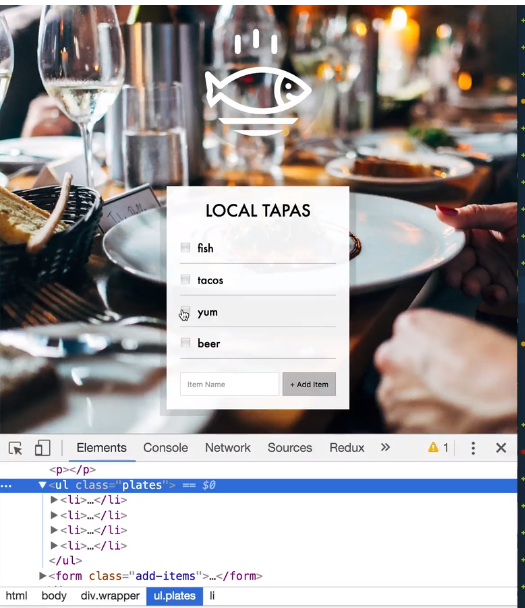 LOCAL TAPAS
fish
tacos
yum
beer
Item Name
+ Add Item
Elements Console Network Sources Redux » 1
<p></p>
... ▼<ul class="plates"> == $0
▶<li>…</li>
▶<li>…</li>
▶<li>…</li>
▶<li>…</li>
</ul>
▶<form class="add-items">…</form>
html body div.wrapper ul.plates li